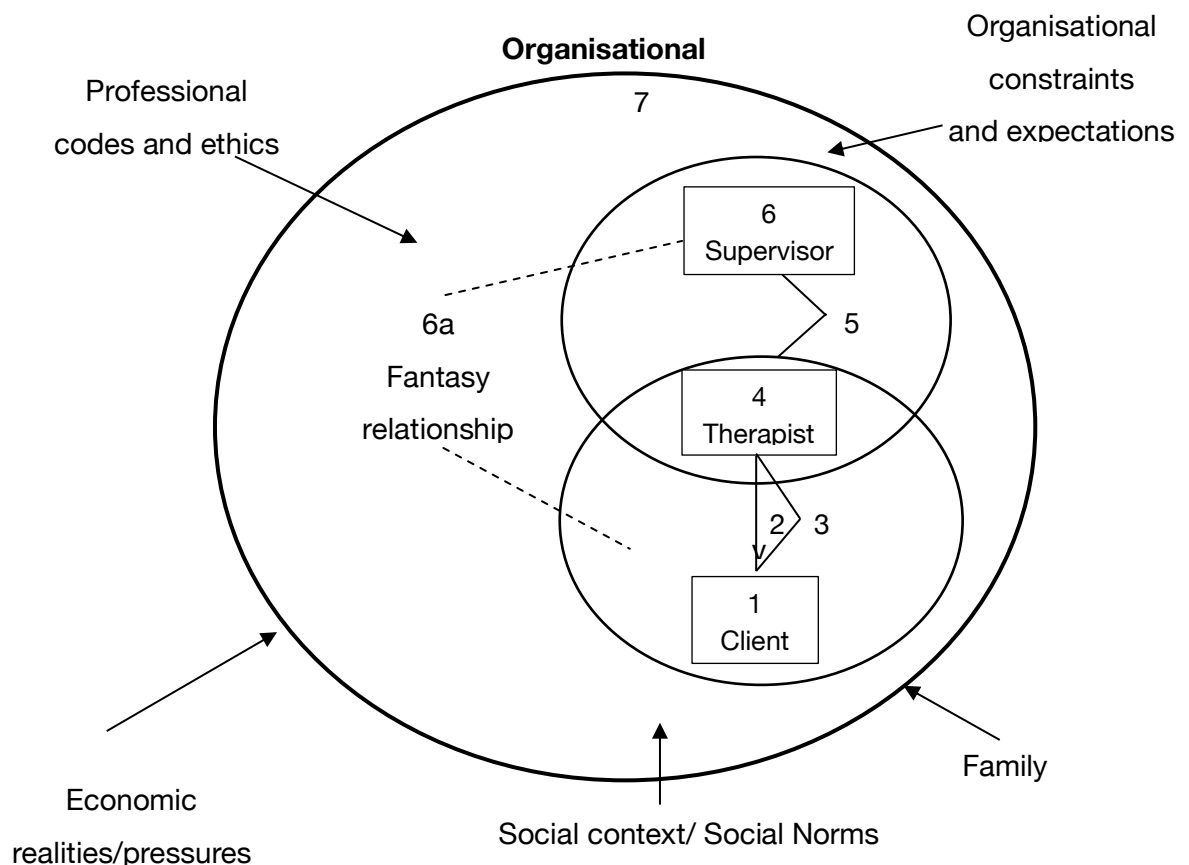 Organisational
Organisational
constraints
and expectations
Professional
codes and ethics
7
6
Supervisor
5
6a
Fantasy
relationship
4
Therapist
2
3
v
1
Client
Family
Economic
realities/pressures
Social context/ Social Norms